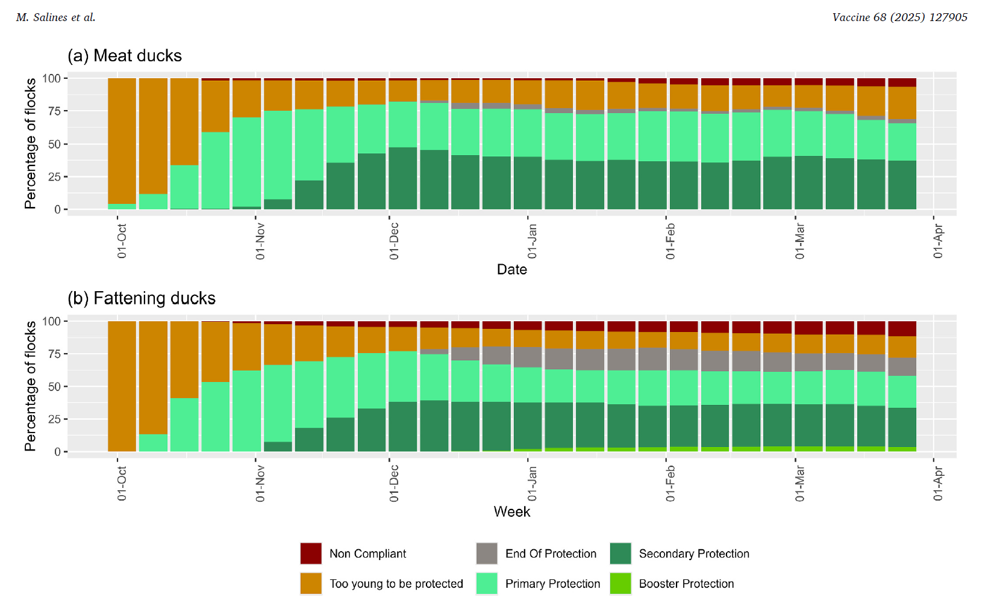 M. Salines et al. Vaccine 68 (2025) 127905
(a) Meat ducks
Percentage of flocks
100
75
50
25
0
01-Oct 01-Nov 01-Dec 01-Jan 01-Feb 01-Mar 01-Apr
Date
(b) Fattening ducks
Percentage of flocks
100
75
50
25
0
01-Oct 01-Nov 01-Dec 01-Jan 01-Feb 01-Mar 01-Apr
Week
Non Compliant End Of Protection Secondary Protection
Too young to be protected Primary Protection Booster Protection